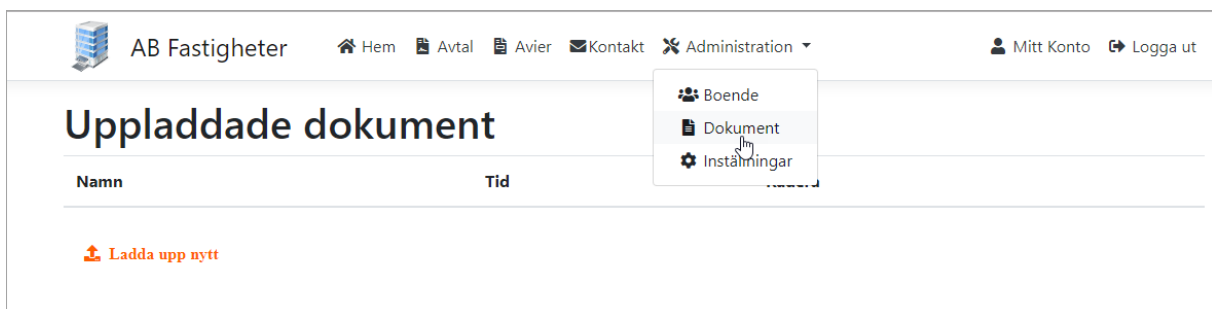 AB Fastigheter Hem Avtal Avier Kontakt Administration Mitt Konto Logga ut
Boende
Uppladdade dokument
Dokument
Inställningar
Namn Tid
Ladda upp nytt